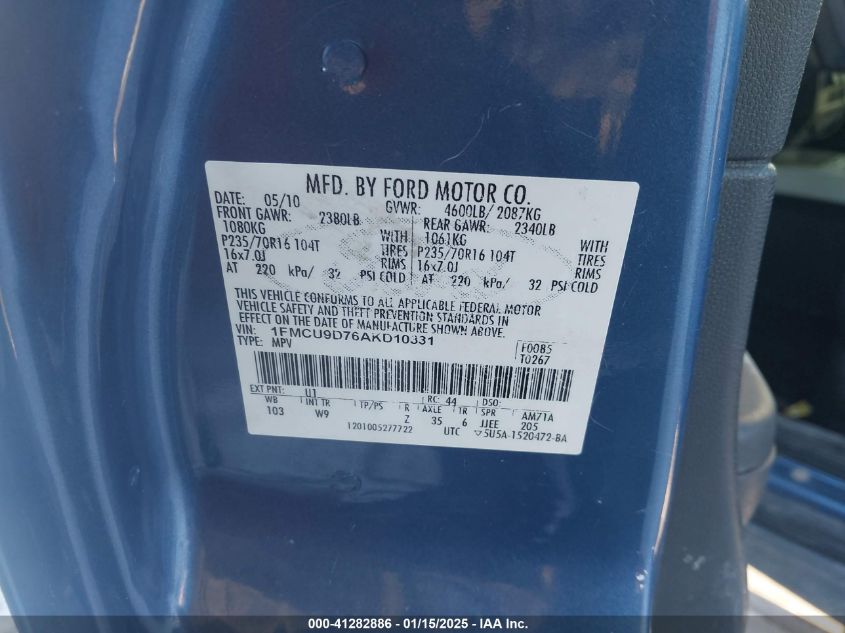 MFD. BY FORD MOTOR CO.
DATE: 05/10 GVWR: 4600LB/ 2087KG
FRONT GAWR: 2380LB REAR GAWR: 2340LB
1080KG WITH 1061KG WITH
P235/70R16 104T TIRES P235/70R16 104T TIRES
16x7.0J RIMS 16x7.0J RIMS
AT 220 kPa/ 32 PSI COLD AT 220 kPa/ 32 PSI COLD
THIS VEHICLE CONFORMS TO ALL APPLICABLE FEDERAL MOTOR
VEHICLE SAFETY AND THEFT PREVENTION STANDARDS IN
EFFECT ON THE DATE OF MANUFACTURE SHOWN ABOVE.
VIN: 1FMCU9D76AKD10331 F0085
TYPE: MPV T0267
EXT PNT: U1 RC: 44 DSO:
WB INT TR TP/PS R AXLE TR SPR AM71A
103 W9 Z 35 6 JJEE 205
1201005277722 UTC ▽5U5A-1520472-BA
000-41282886 - 01/15/2025 - IAA Inc.